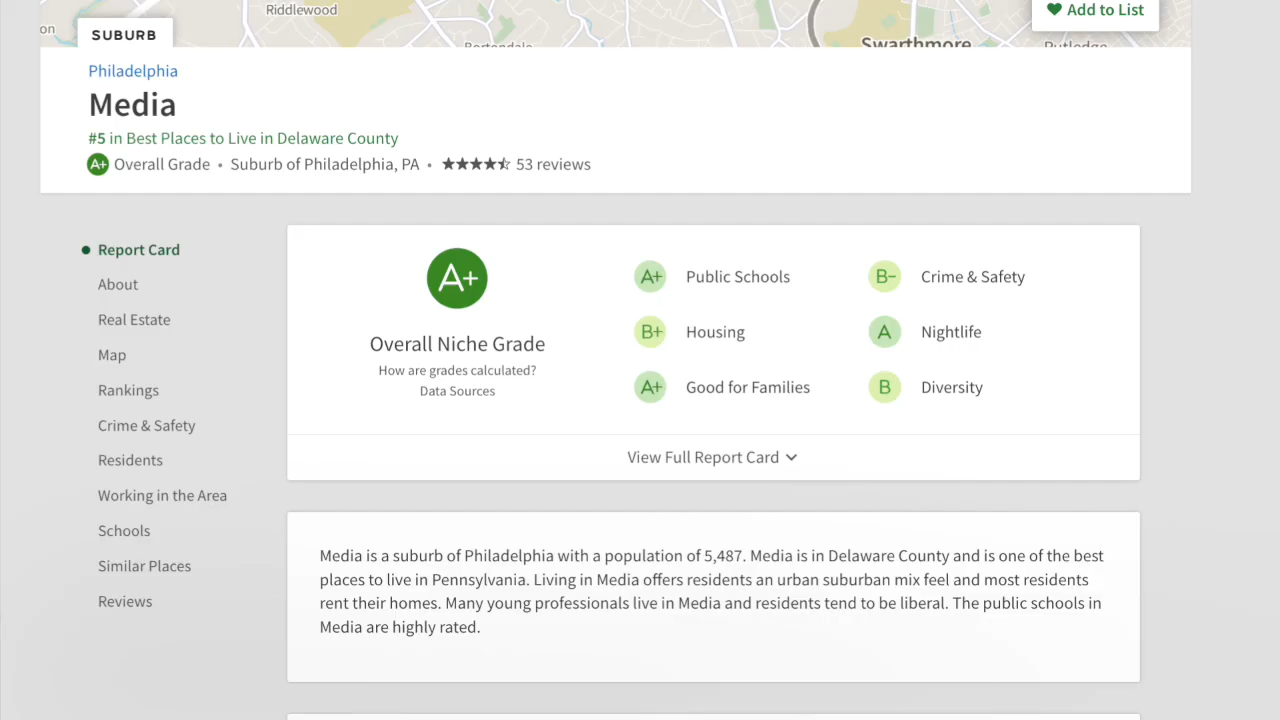 Riddlewood
on
SUBURB
Bortondale
Swarthmore
Rutledge
Add to List
Philadelphia
Media
#5 in Best Places to Live in Delaware County
A+ Overall Grade • Suburb of Philadelphia, PA • ★★★★⯪ 53 reviews
Report Card
About
Real Estate
Map
Rankings
Crime & Safety
Residents
Working in the Area
Schools
Similar Places
Reviews
A+
Overall Niche Grade
How are grades calculated?
Data Sources
A+ Public Schools
B- Crime & Safety
B+ Housing
A Nightlife
A+ Good for Families
B Diversity
View Full Report Card
Media is a suburb of Philadelphia with a population of 5,487. Media is in Delaware County and is one of the best
places to live in Pennsylvania. Living in Media offers residents an urban suburban mix feel and most residents
rent their homes. Many young professionals live in Media and residents tend to be liberal. The public schools in
Media are highly rated.